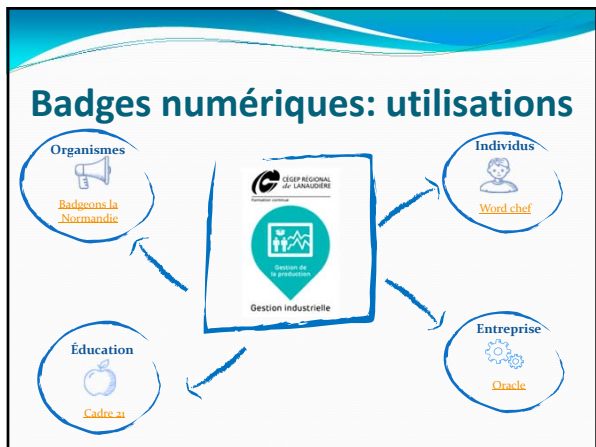 Badges numériques: utilisations
Organismes
Badgeons la
Normandie
CÉGEP RÉGIONAL
de LANAUDIÈRE
Formation continue
Gestion de
la production
Gestion industrielle
Individus
Word chef
Éducation
Cadre 21
Entreprise
Oracle